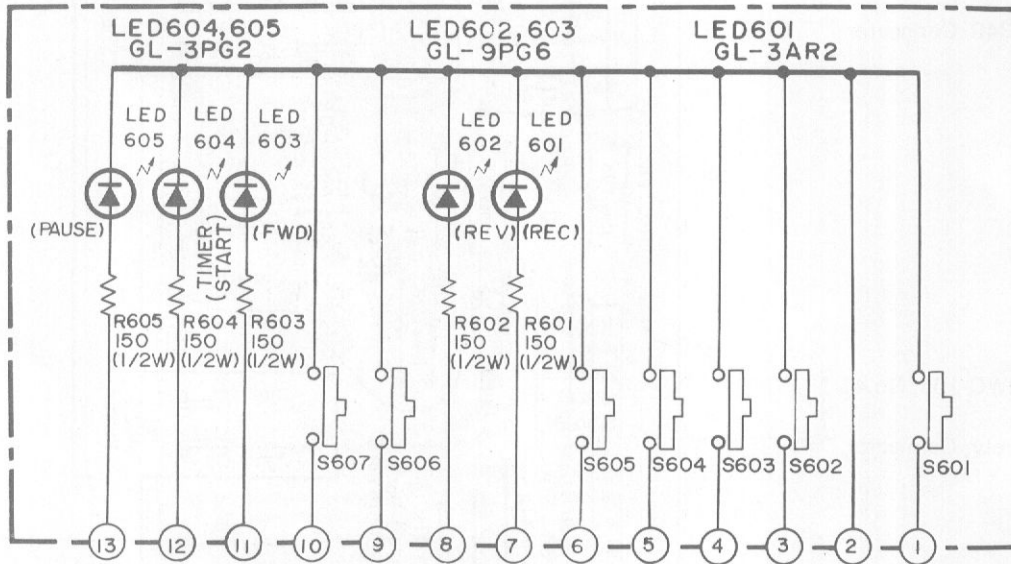 LED604,605
GL-3PG2
LED602,603
GL-9PG6
LED601
GL-3AR2
LED
605
LED
604
LED
603
LED
602
LED
601
(PAUSE)
(TIMER
START)
(FWD)
(REV)
(REC)
R605
150
(1/2W)
R604
150
(1/2W)
R603
150
(1/2W)
R602
150
(1/2W)
R601
150
(1/2W)
S607
S606
S605
S604
S603
S602
S601
13
12
11
10
9
8
7
6
5
4
3
2
1